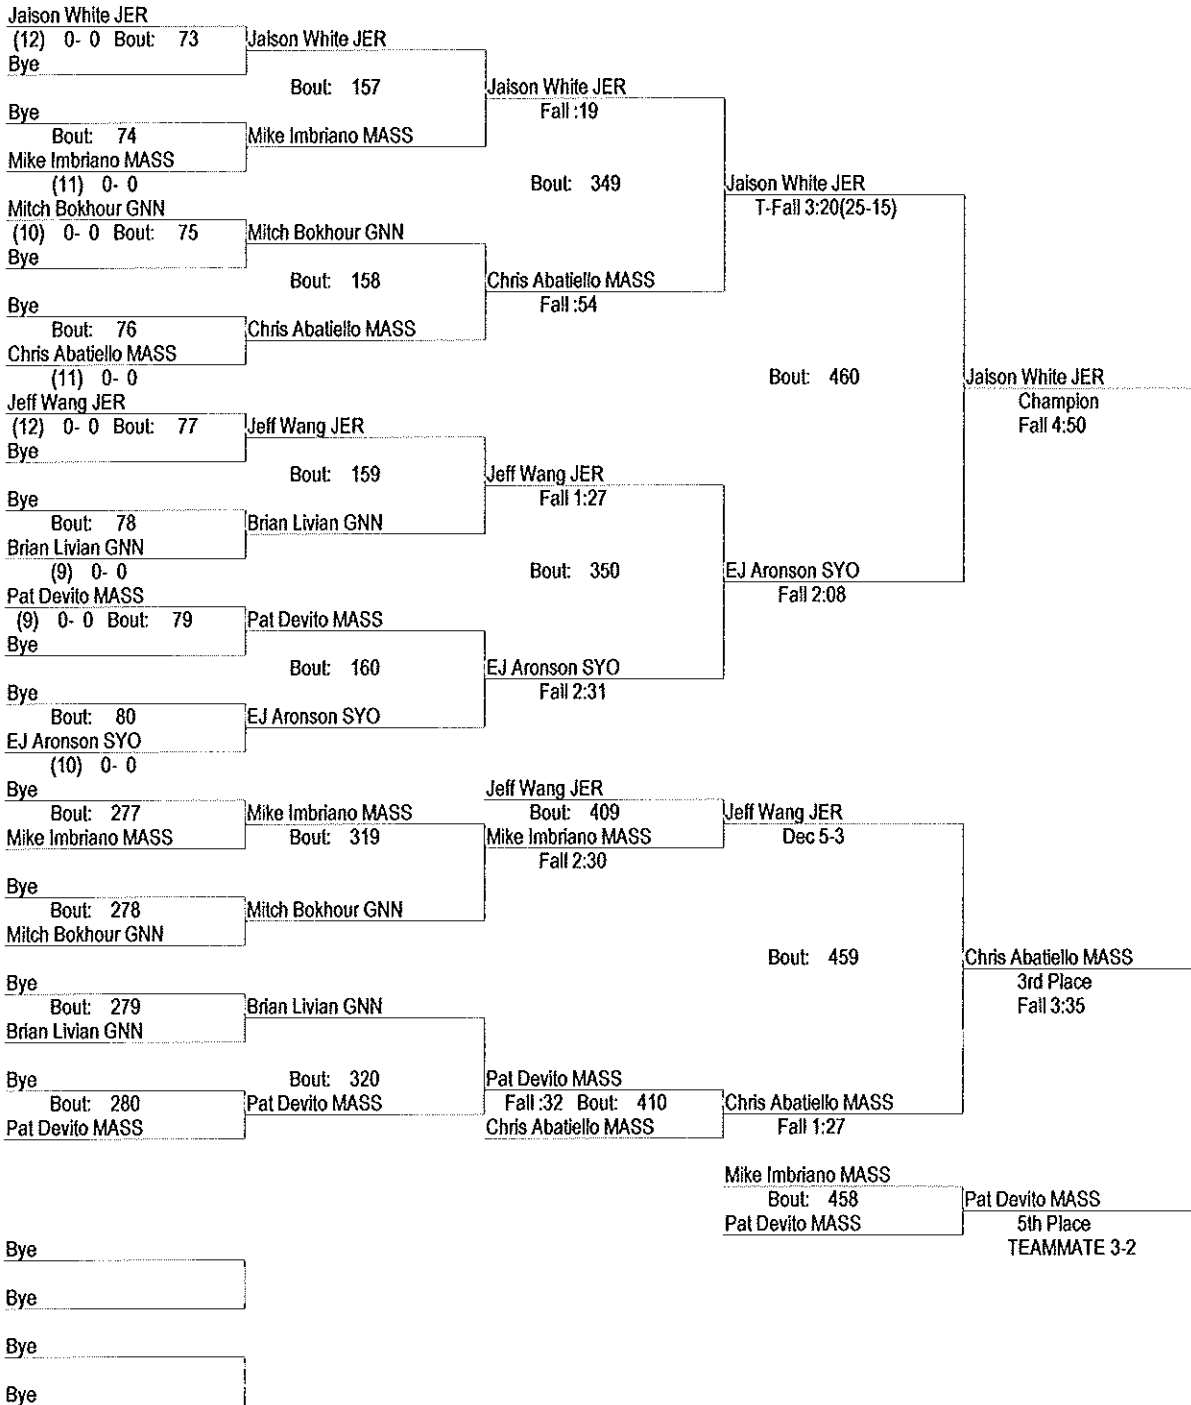 Jaison White JER
(12) 0- 0 Bout: 73 Jaison White JER
Bye
Bout: 157 Jaison White JER
Bye Fall :19
Bout: 74 Mike Imbriano MASS
Mike Imbriano MASS
(11) 0- 0 Bout: 349 Jaison White JER
Mitch Bokhour GNN T-Fall 3:20(25-15)
(10) 0- 0 Bout: 75 Mitch Bokhour GNN
Bye
Bout: 158 Chris Abatiello MASS
Bye Fall :54
Bout: 76 Chris Abatiello MASS
Chris Abatiello MASS
(11) 0- 0 Bout: 460 Jaison White JER
Jeff Wang JER Champion
(12) 0- 0 Bout: 77 Jeff Wang JER Fall 4:50
Bye
Bout: 159 Jeff Wang JER
Bye Fall 1:27
Bout: 78 Brian Livian GNN
Brian Livian GNN
(9) 0- 0 Bout: 350 EJ Aronson SYO
Pat Devito MASS Fall 2:08
(9) 0- 0 Bout: 79 Pat Devito MASS
Bye
Bout: 160 EJ Aronson SYO
Bye Fall 2:31
Bout: 80 EJ Aronson SYO
EJ Aronson SYO
(10) 0- 0
Bye Jeff Wang JER
Bout: 277 Mike Imbriano MASS Bout: 409 Jeff Wang JER
Mike Imbriano MASS Bout: 319 Mike Imbriano MASS Dec 5-3
Fall 2:30
Bye
Bout: 278 Mitch Bokhour GNN
Mitch Bokhour GNN
Bout: 459 Chris Abatiello MASS
Bye 3rd Place
Bout: 279 Brian Livian GNN Fall 3:35
Brian Livian GNN
Bye Bout: 320 Pat Devito MASS
Bout: 280 Pat Devito MASS Fall :32 Bout: 410 Chris Abatiello MASS
Pat Devito MASS Chris Abatiello MASS Fall 1:27
Mike Imbriano MASS
Bout: 458 Pat Devito MASS
Pat Devito MASS 5th Place
Bye TEAMMATE 3-2
Bye
Bye
Bye